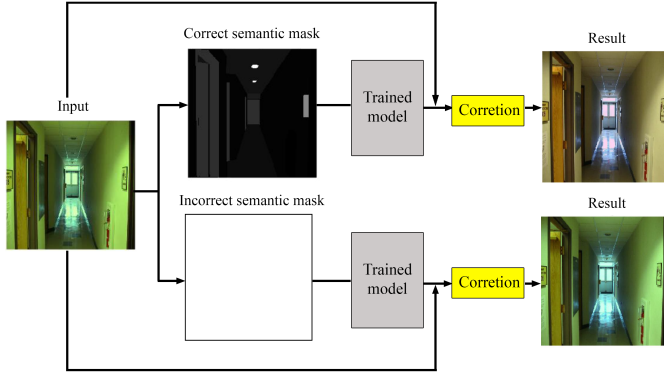 Correct semantic mask
Result
Input
Trained
model
Corretion
Incorrect semantic mask
Result
Trained
model
Corretion